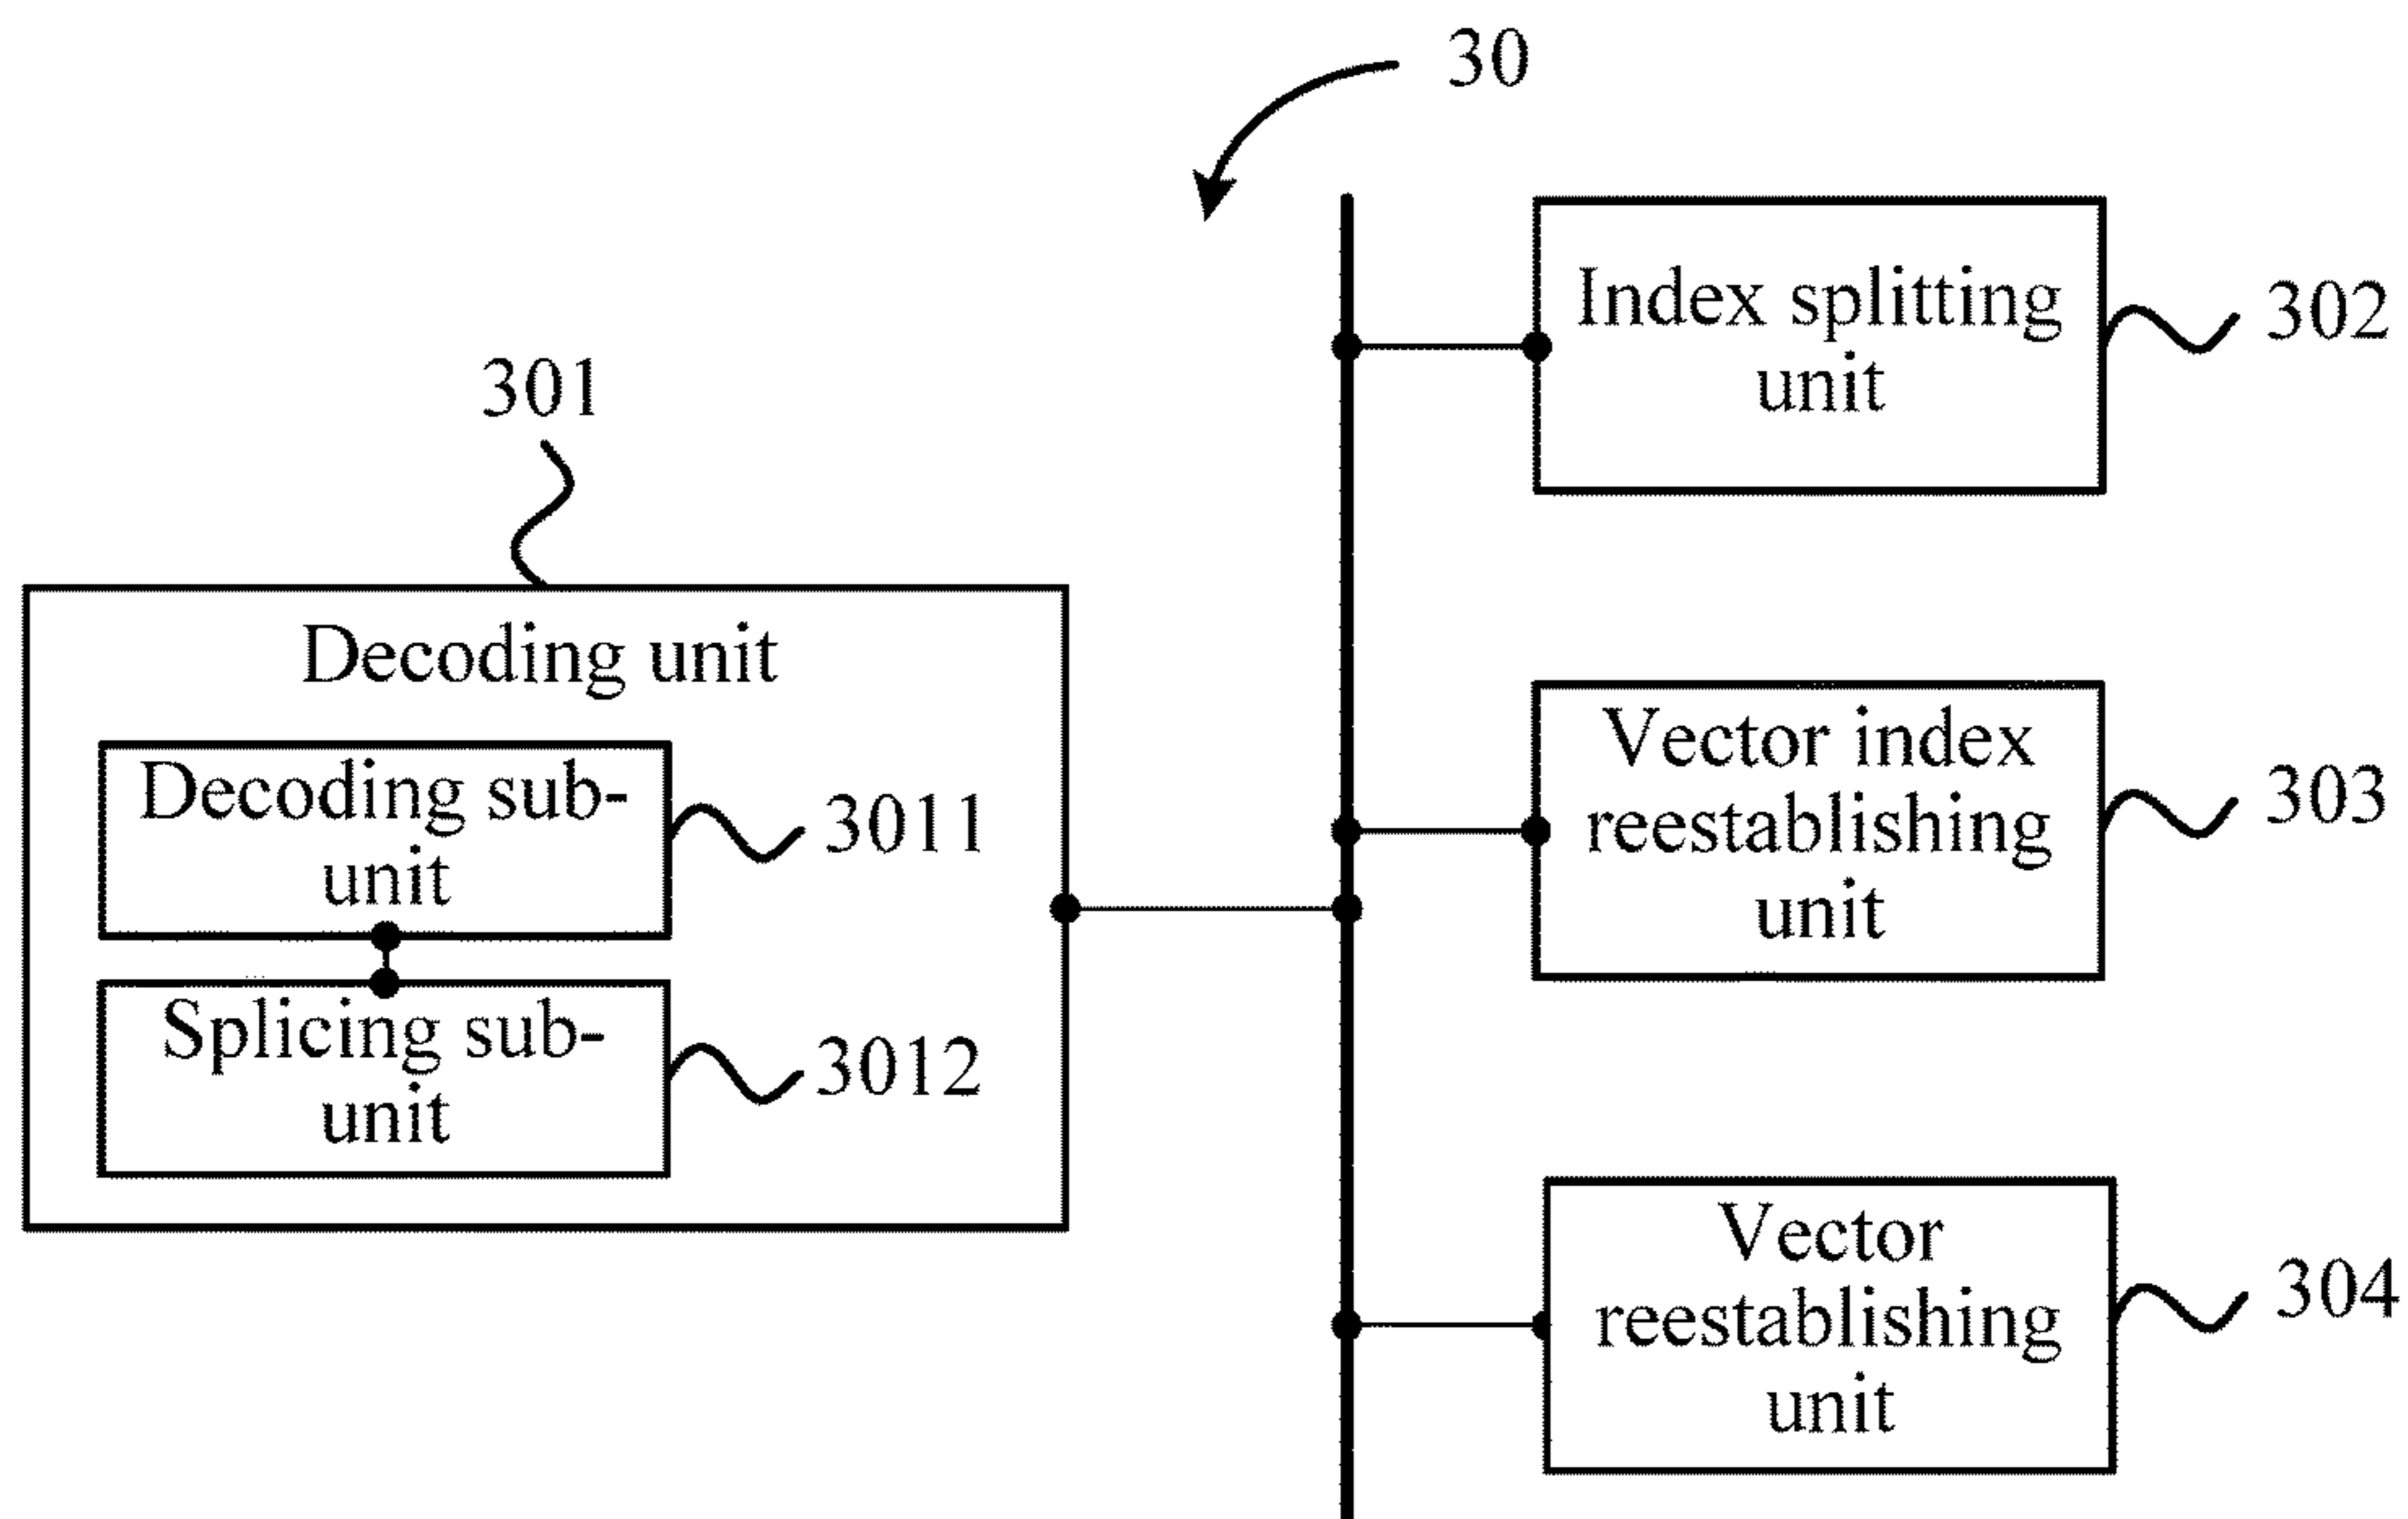 30
301
Decoding unit
Decoding sub-
unit
3011
Splicing sub-
unit
3012
Index splitting
unit
302
Vector index
reestablishing
unit
303
Vector
reestablishing
unit
304